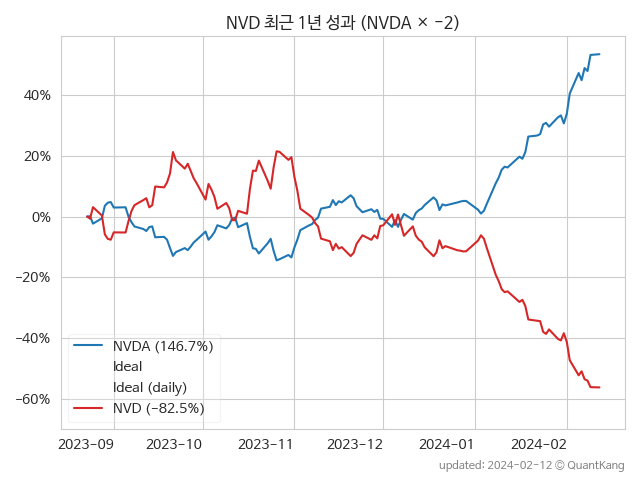 NVD 최근 1년 성과 (NVDA × −2)
40%
20%
0%
−20%
−40%
−60%
NVDA (146.7%)
Ideal
Ideal (daily)
NVD (−82.5%)
2023-09 2023-10 2023-11 2023-12 2024-01 2024-02
updated: 2024-02-12 © QuantKang